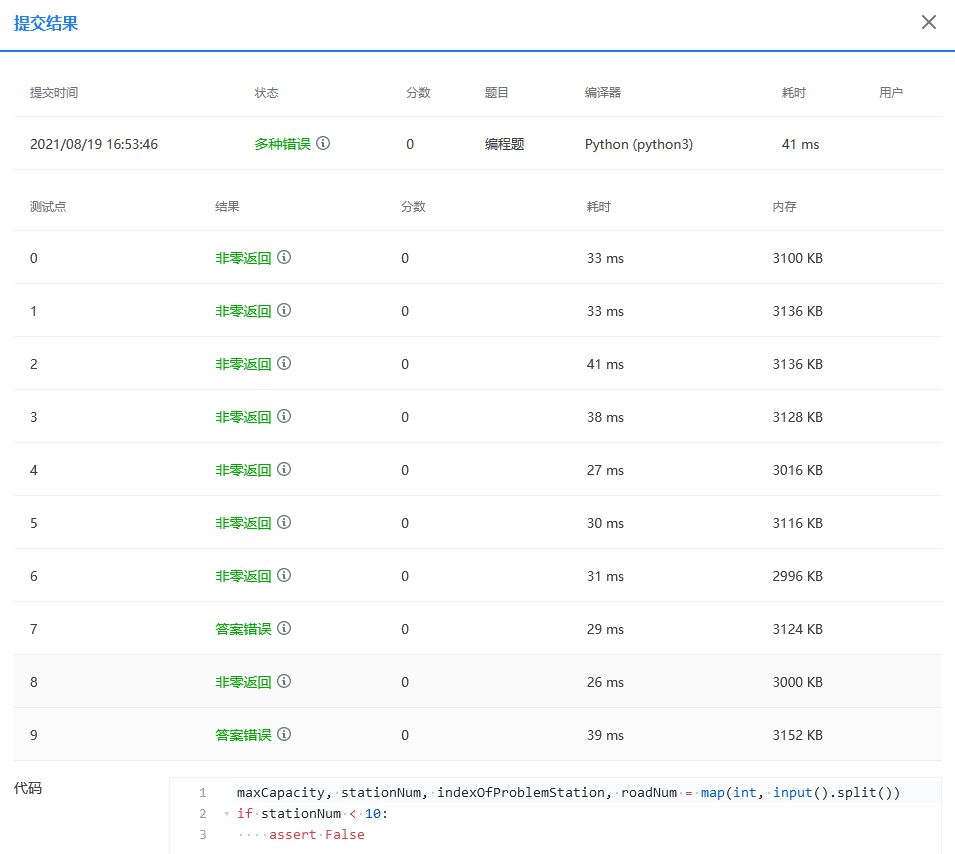 提交结果
提交时间 状态 分数 题目 编译器 耗时 用户
2021/08/19 16:53:46 多种错误 0 编程题 Python (python3) 41 ms
测试点 结果 分数 耗时 内存
0 非零返回 0 33 ms 3100 KB
1 非零返回 0 33 ms 3136 KB
2 非零返回 0 41 ms 3136 KB
3 非零返回 0 38 ms 3128 KB
4 非零返回 0 27 ms 3016 KB
5 非零返回 0 30 ms 3116 KB
6 非零返回 0 31 ms 2996 KB
7 答案错误 0 29 ms 3124 KB
8 非零返回 0 26 ms 3000 KB
9 答案错误 0 39 ms 3152 KB
代码
1 maxCapacity, stationNum, indexOfProblemStation, roadNum = map(int, input().split())
2 if stationNum < 10:
3     assert False